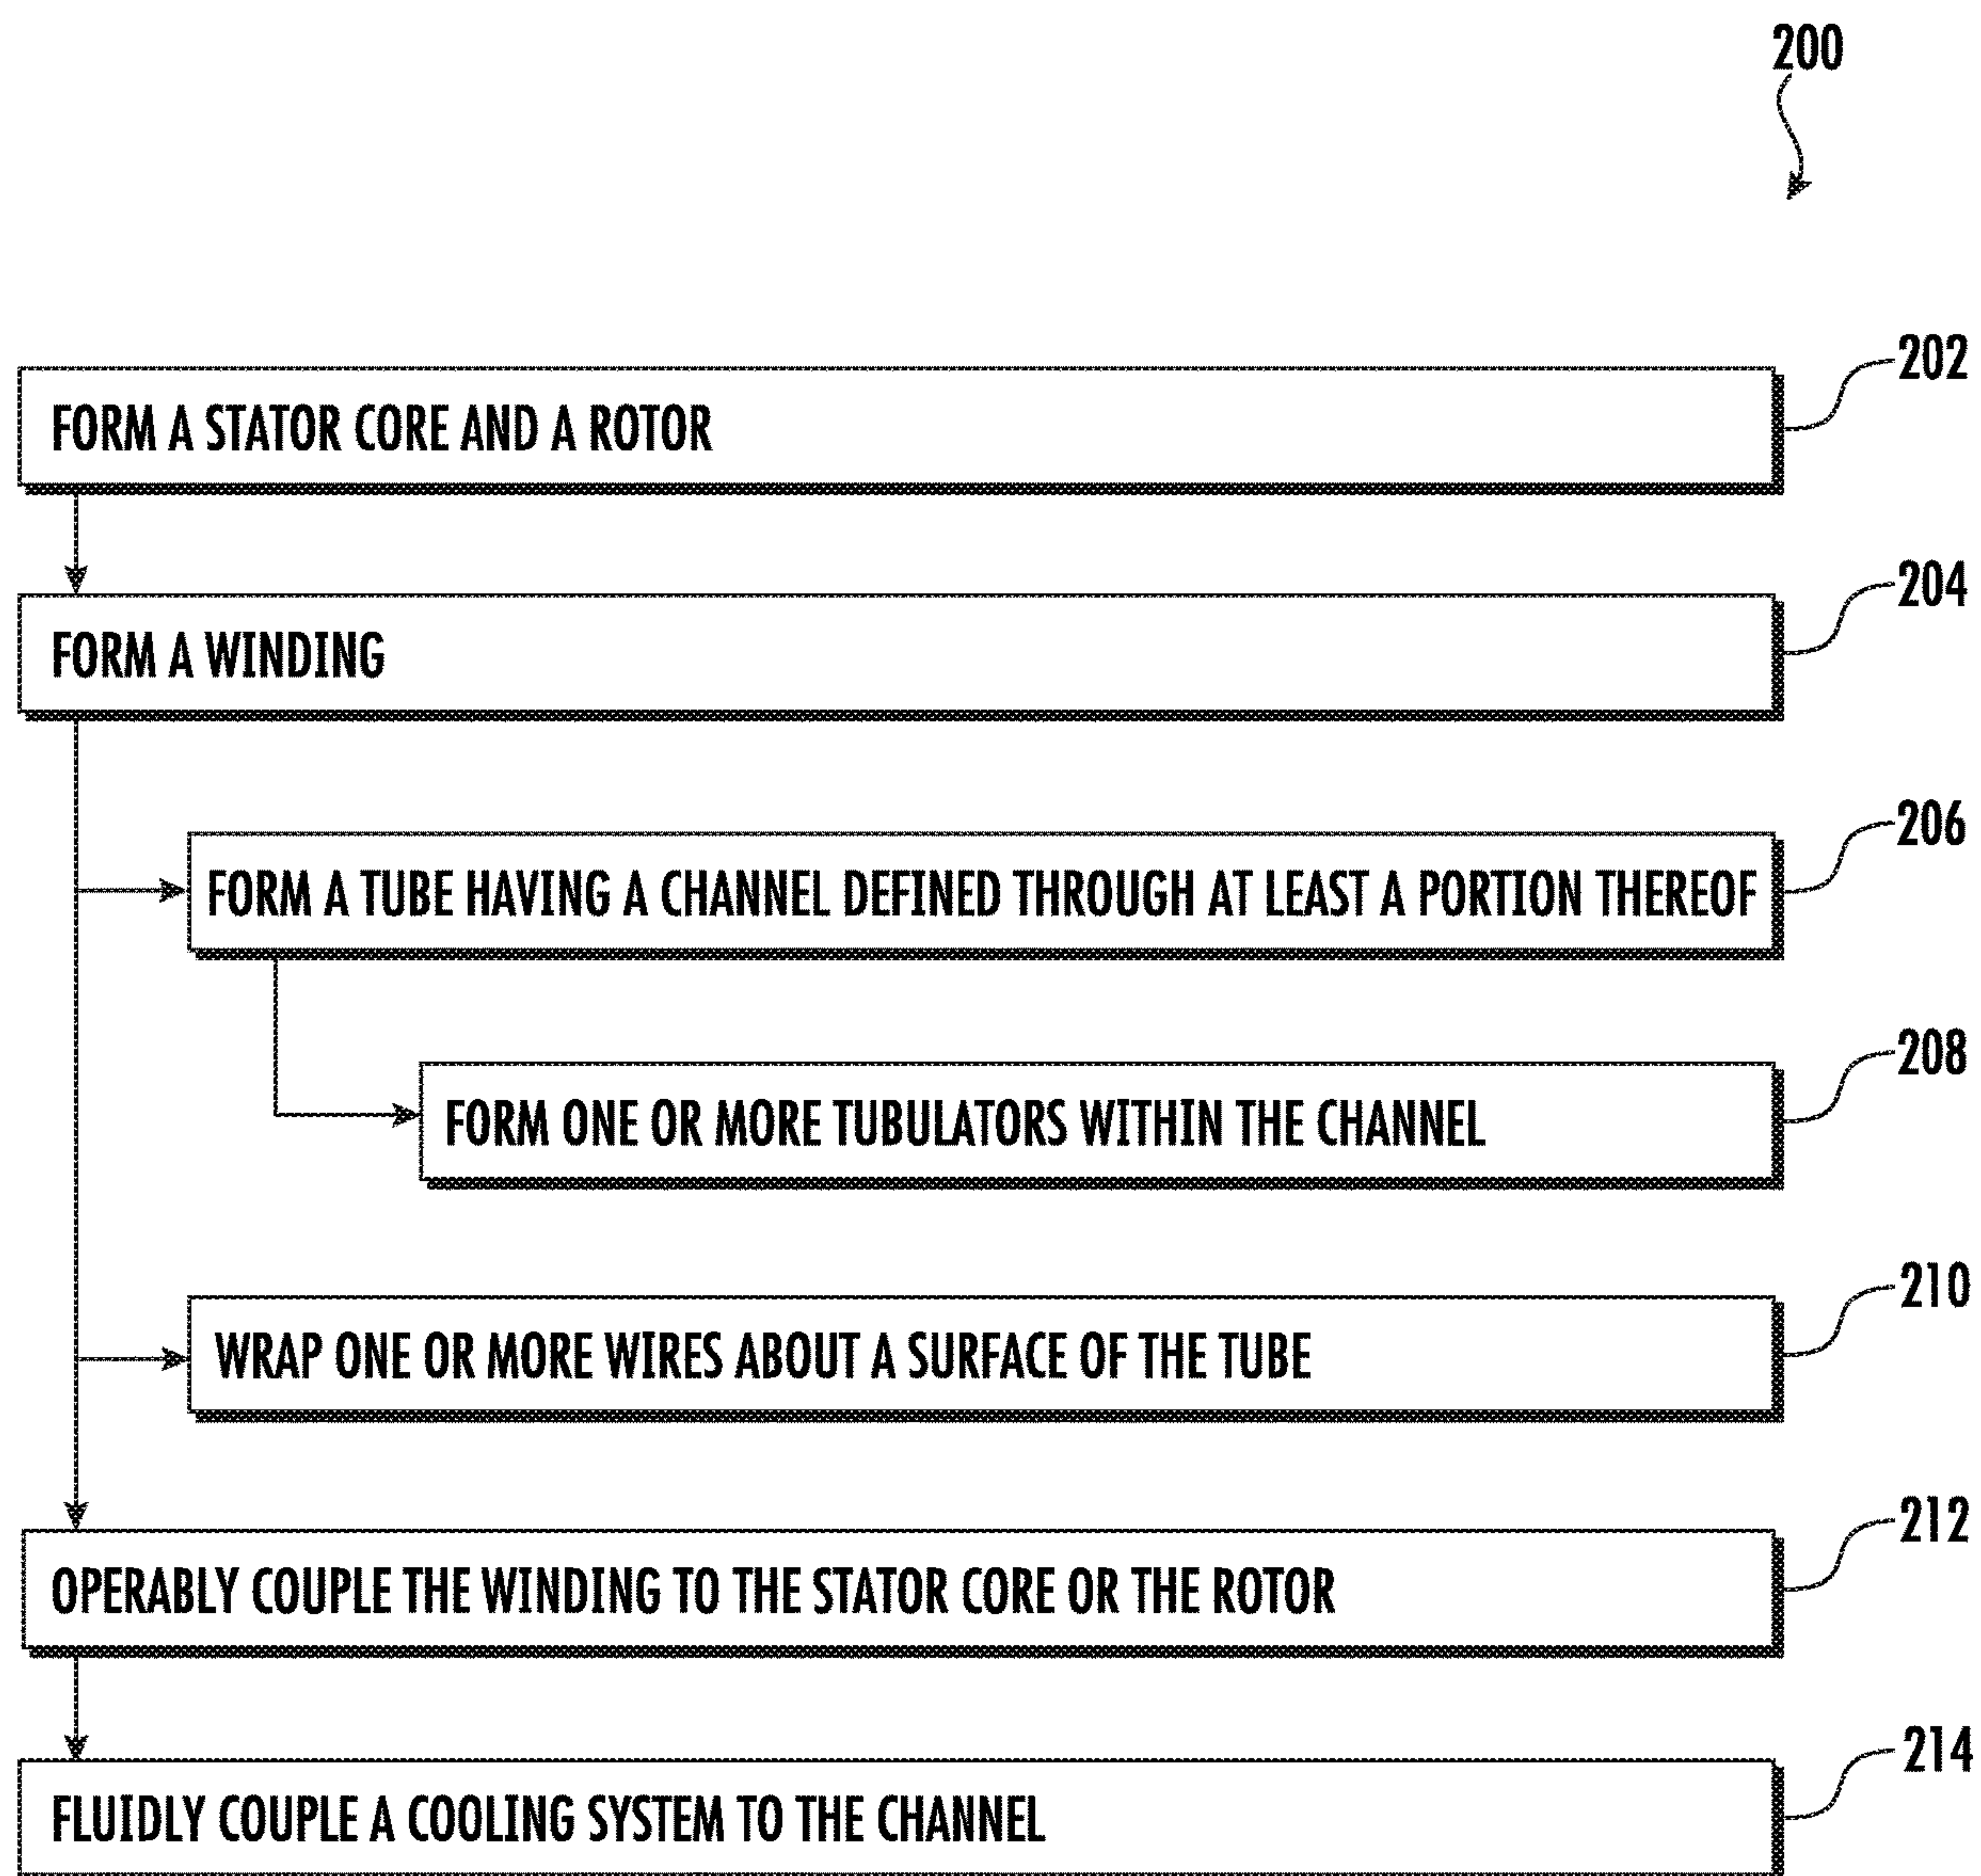 200
FORM A STATOR CORE AND A ROTOR
202
FORM A WINDING
204
FORM A TUBE HAVING A CHANNEL DEFINED THROUGH AT LEAST A PORTION THEREOF
206
FORM ONE OR MORE TUBULATORS WITHIN THE CHANNEL
208
WRAP ONE OR MORE WIRES ABOUT A SURFACE OF THE TUBE
210
OPERABLY COUPLE THE WINDING TO THE STATOR CORE OR THE ROTOR
212
FLUIDLY COUPLE A COOLING SYSTEM TO THE CHANNEL
214